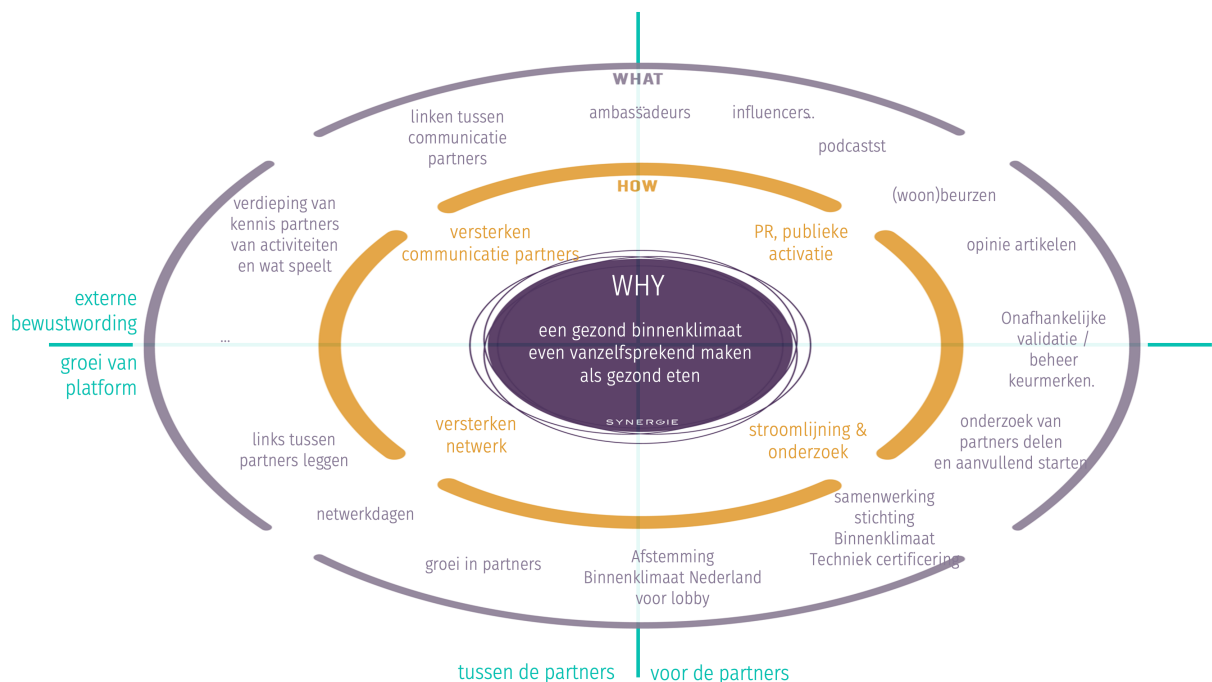 WHAT
linken tussen
communicatie
partners
ambassadeurs
influencers..
podcastst
HOW
verdieping van
kennis partners
van activiteiten
en wat speelt
(woon)beurzen
versterken
communicatie partners
PR, publieke
activatie
opinie artikelen
WHY
een gezond binnenklimaat
even vanzelfsprekend maken
als gezond eten
SYNERGIE
externe
bewustwording
groei van
platform
...
Onafhankelijke
validatie /
beheer
keurmerken.
versterken
netwerk
stroomlijning &
onderzoek
links tussen
partners leggen
onderzoek van
partners delen
en aanvullend starten
netwerkdagen
samenwerking
stichting
Binnenklimaat
Techniek certificering
groei in partners
Afstemming
Binnenklimaat Nederland
voor lobby
tussen de partners
voor de partners